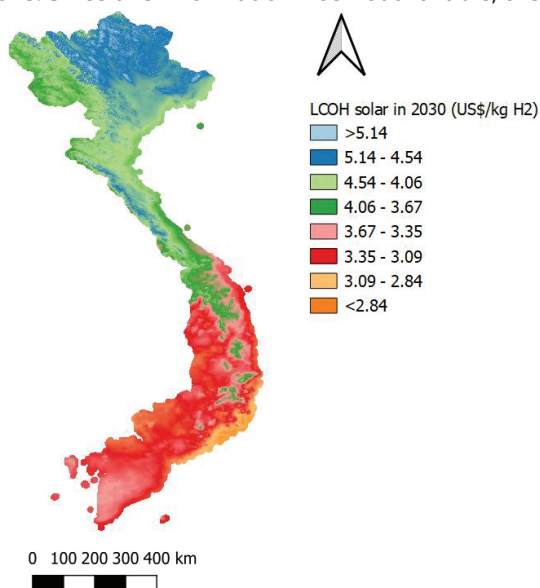 LCOH solar in 2030 (US$/kg H2)
>5.14
5.14 - 4.54
4.54 - 4.06
4.06 - 3.67
3.67 - 3.35
3.35 - 3.09
3.09 - 2.84
<2.84
0 100 200 300 400 km